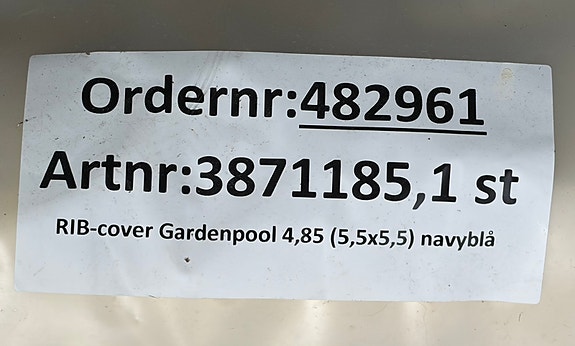 Ordernr:482961
Artnr:3871185,1 st
RIB-cover Gardenpool 4,85 (5,5x5,5) navyblå